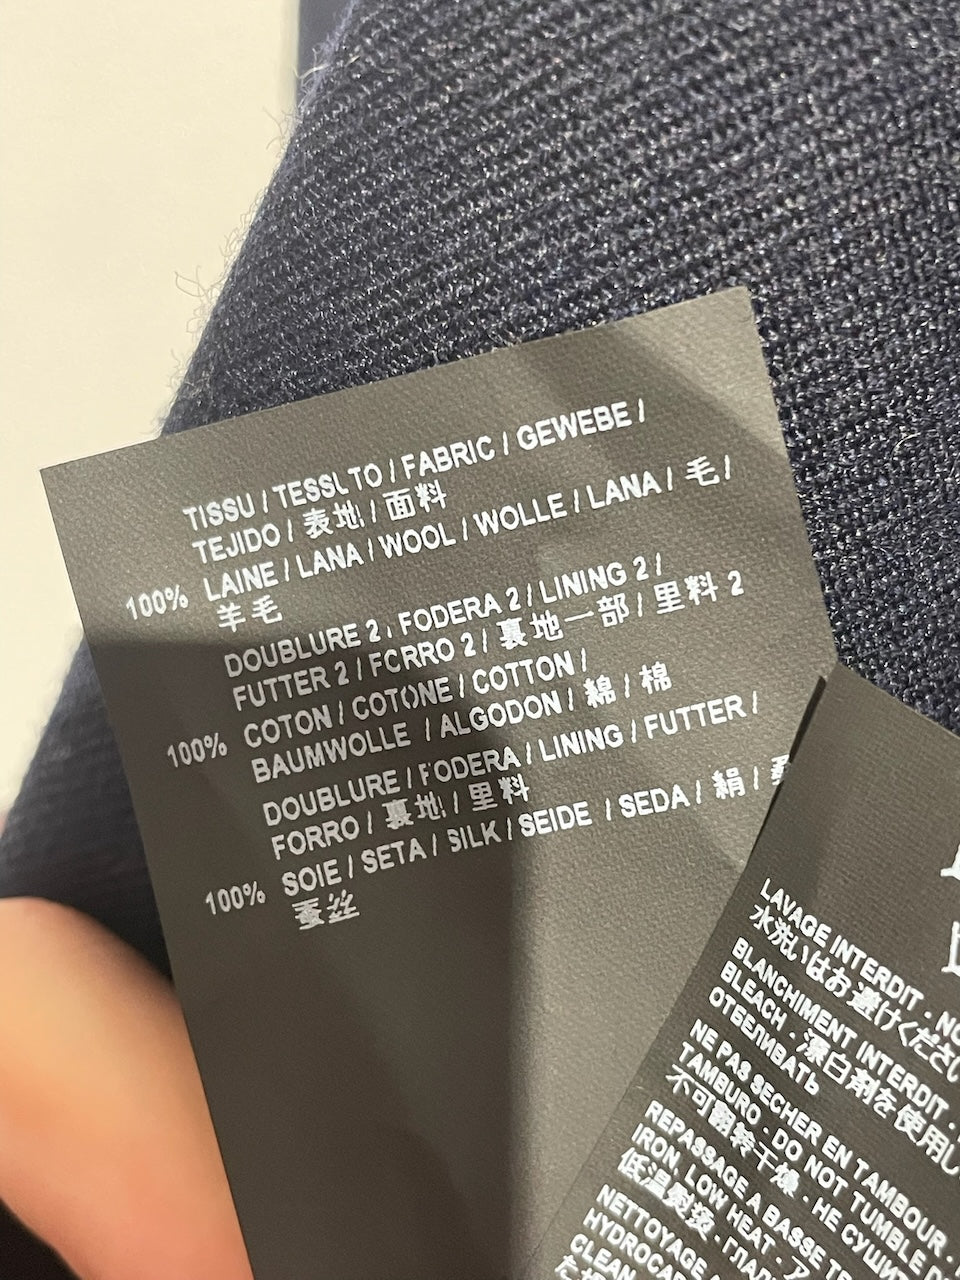 TISSU / TESSUTO / FABRIC / GEWEBE /
TEJIDO / 表地 / 面料
100% LAINE / LANA / WOOL / WOLLE / LANA / 毛 /
羊毛
DOUBLURE 2 / FODERA 2 / LINING 2 /
FUTTER 2 / FORRO 2 / 裏地一部 / 里料 2
100% COTON / COTONE / COTTON /
BAUMWOLLE / ALGODON / 綿 / 棉
DOUBLURE / FODERA / LINING / FUTTER /
FORRO / 裏地 / 里料
100% SOIE / SETA / SILK / SEIDE / SEDA / 絹 /
LAVAGE INTERDIT ·
水洗いはお避けください
BLANCHIMENT INTERDIT ·
BLEACH · 漂白剤を使用
ОТБЕЛИВАТЬ
NE PAS SECHER EN TAMBOUR ·
TAMBURO · DO NOT TUMBLE
不可翻转干燥 · НЕ
REPASSAGE A BASSE
IRON, LOW HEAT ·
低温熨烫 ·
NETTOYAGE
CLEAN